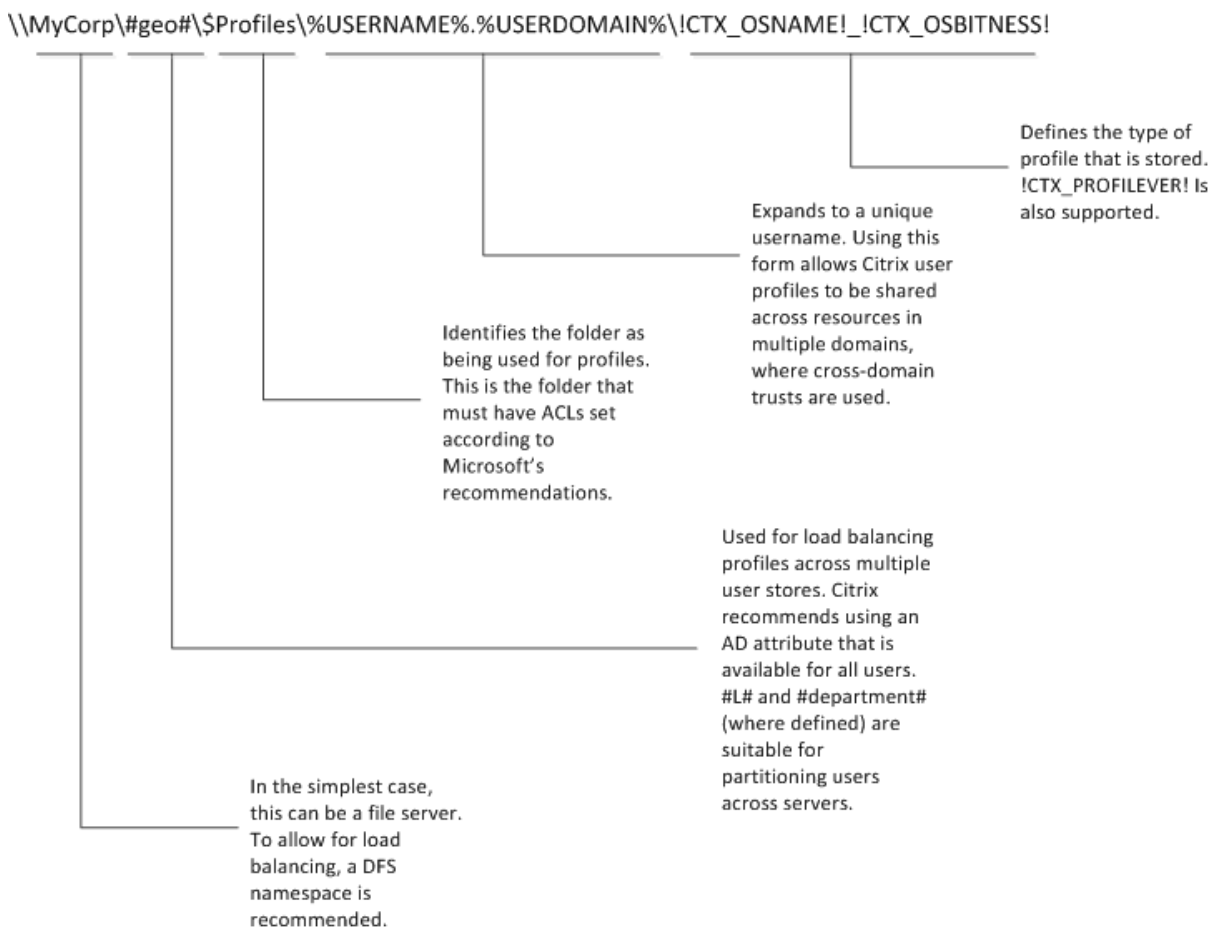 \\MyCorp\#geo#\$Profiles\%USERNAME%.%USERDOMAIN%\!CTX_OSNAME!_!CTX_OSBITNESS!
Defines the type of
profile that is stored.
!CTX_PROFILEVER! Is
also supported.
Expands to a unique
username. Using this
form allows Citrix user
profiles to be shared
across resources in
multiple domains,
where cross-domain
trusts are used.
Identifies the folder as
being used for profiles.
This is the folder that
must have ACLs set
according to
Microsoft’s
recommendations.
Used for load balancing
profiles across multiple
user stores. Citrix
recommends using an
AD attribute that is
available for all users.
#L# and #department#
(where defined) are
suitable for
partitioning users
across servers.
In the simplest case,
this can be a file server.
To allow for load
balancing, a DFS
namespace is
recommended.